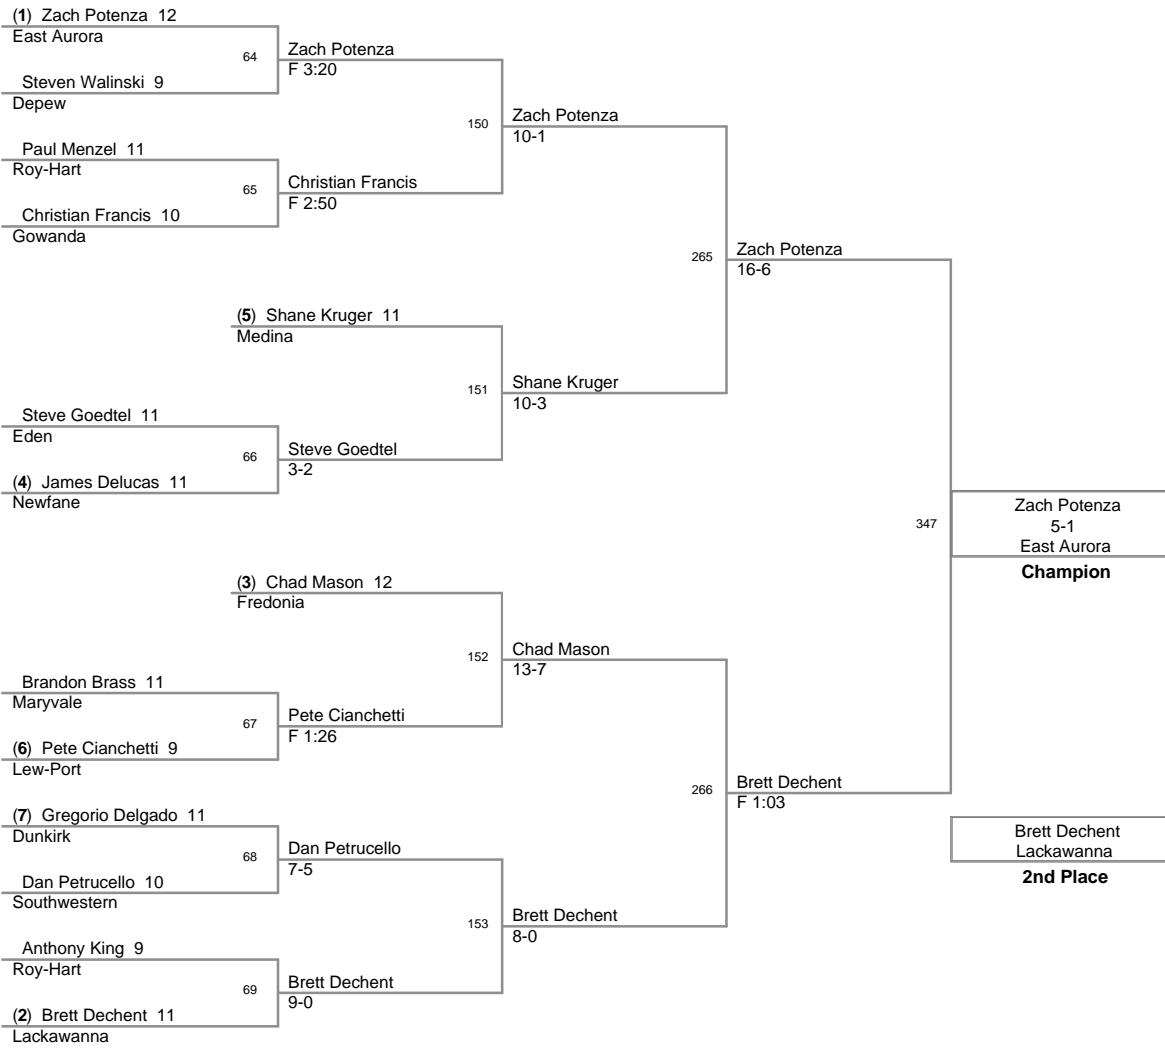 (1) Zach Potenza 12
East Aurora
64
Steven Walinski 9
Depew
Zach Potenza
F 3:20
Paul Menzel 11
Roy-Hart
65
Christian Francis 10
Gowanda
Christian Francis
F 2:50
150
Zach Potenza
10-1
(5) Shane Kruger 11
Medina
Steve Goedtel 11
Eden
66
(4) James Delucas 11
Newfane
Steve Goedtel
3-2
151
Shane Kruger
10-3
265
Zach Potenza
16-6
(3) Chad Mason 12
Fredonia
Brandon Brass 11
Maryvale
67
(6) Pete Cianchetti 9
Lew-Port
Pete Cianchetti
F 1:26
152
Chad Mason
13-7
(7) Gregorio Delgado 11
Dunkirk
68
Dan Petrucello 10
Southwestern
Dan Petrucello
7-5
Anthony King 9
Roy-Hart
69
(2) Brett Dechent 11
Lackawanna
Brett Dechent
9-0
153
Brett Dechent
8-0
266
Brett Dechent
F 1:03
347
Zach Potenza
5-1
East Aurora
Champion
Brett Dechent
Lackawanna
2nd Place